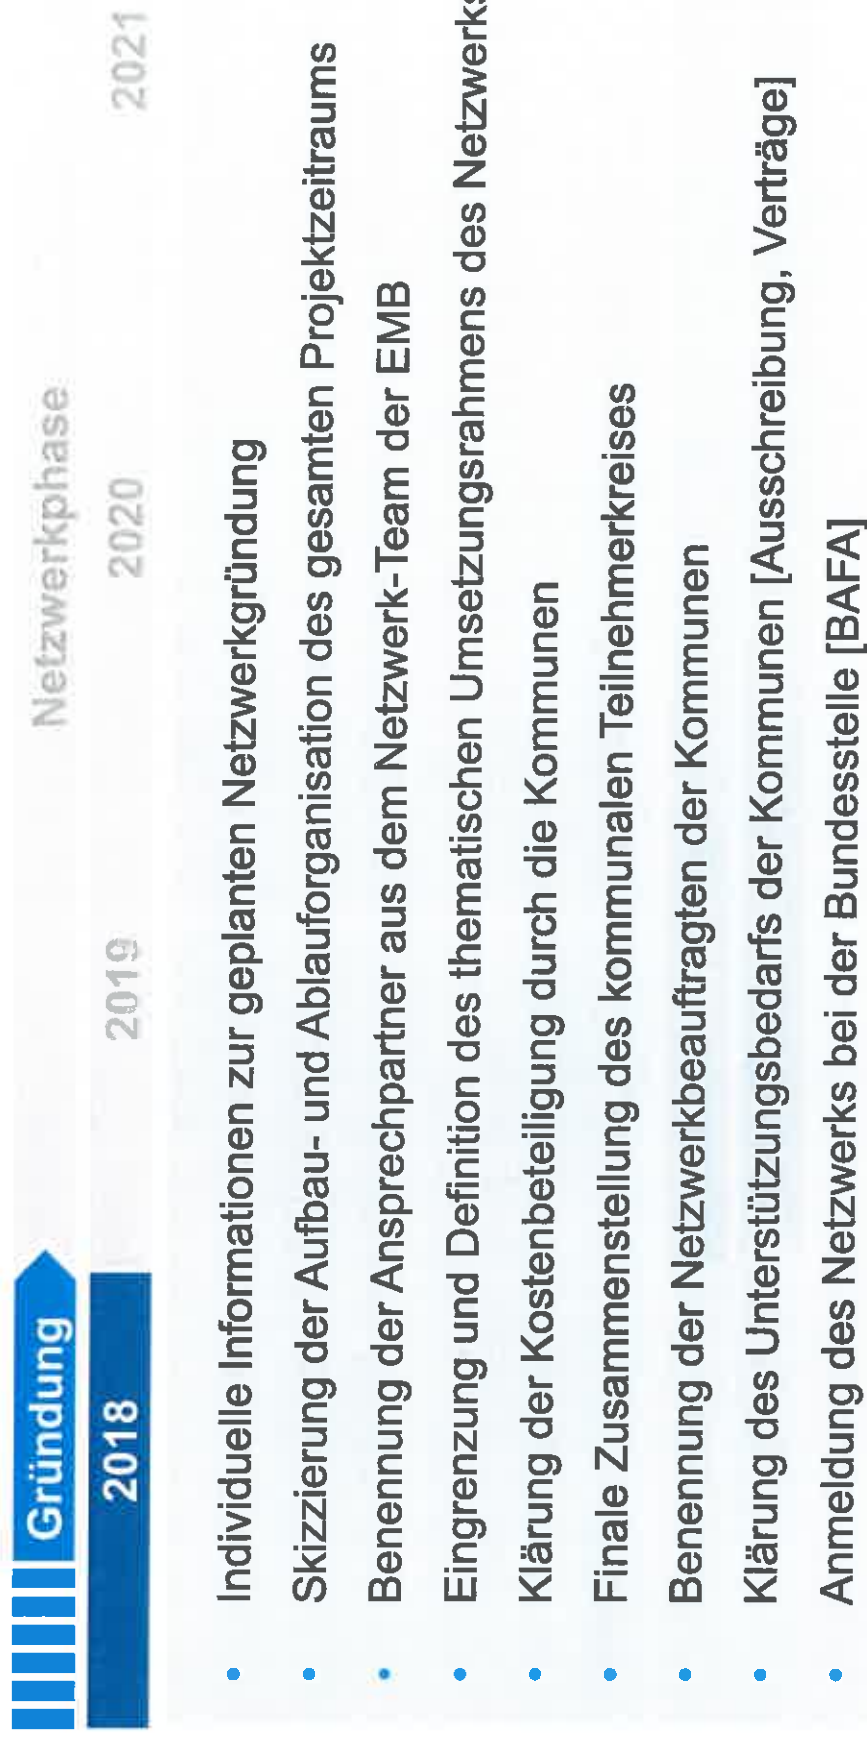 Gründung
Netzwerkphase
2018 2019 2020 2021
• Individuelle Informationen zur geplanten Netzwerkgründung
• Skizzierung der Aufbau- und Ablauforganisation des gesamten Projektzeitraums
• Benennung der Ansprechpartner aus dem Netzwerk-Team der EMB
• Eingrenzung und Definition des thematischen Umsetzungsrahmens des Netzwerks
• Klärung der Kostenbeteiligung durch die Kommunen
• Finale Zusammenstellung des kommunalen Teilnehmerkreises
• Benennung der Netzwerkbeauftragten der Kommunen
• Klärung des Unterstützungsbedarfs der Kommunen [Ausschreibung, Verträge]
• Anmeldung des Netzwerks bei der Bundesstelle [BAFA]